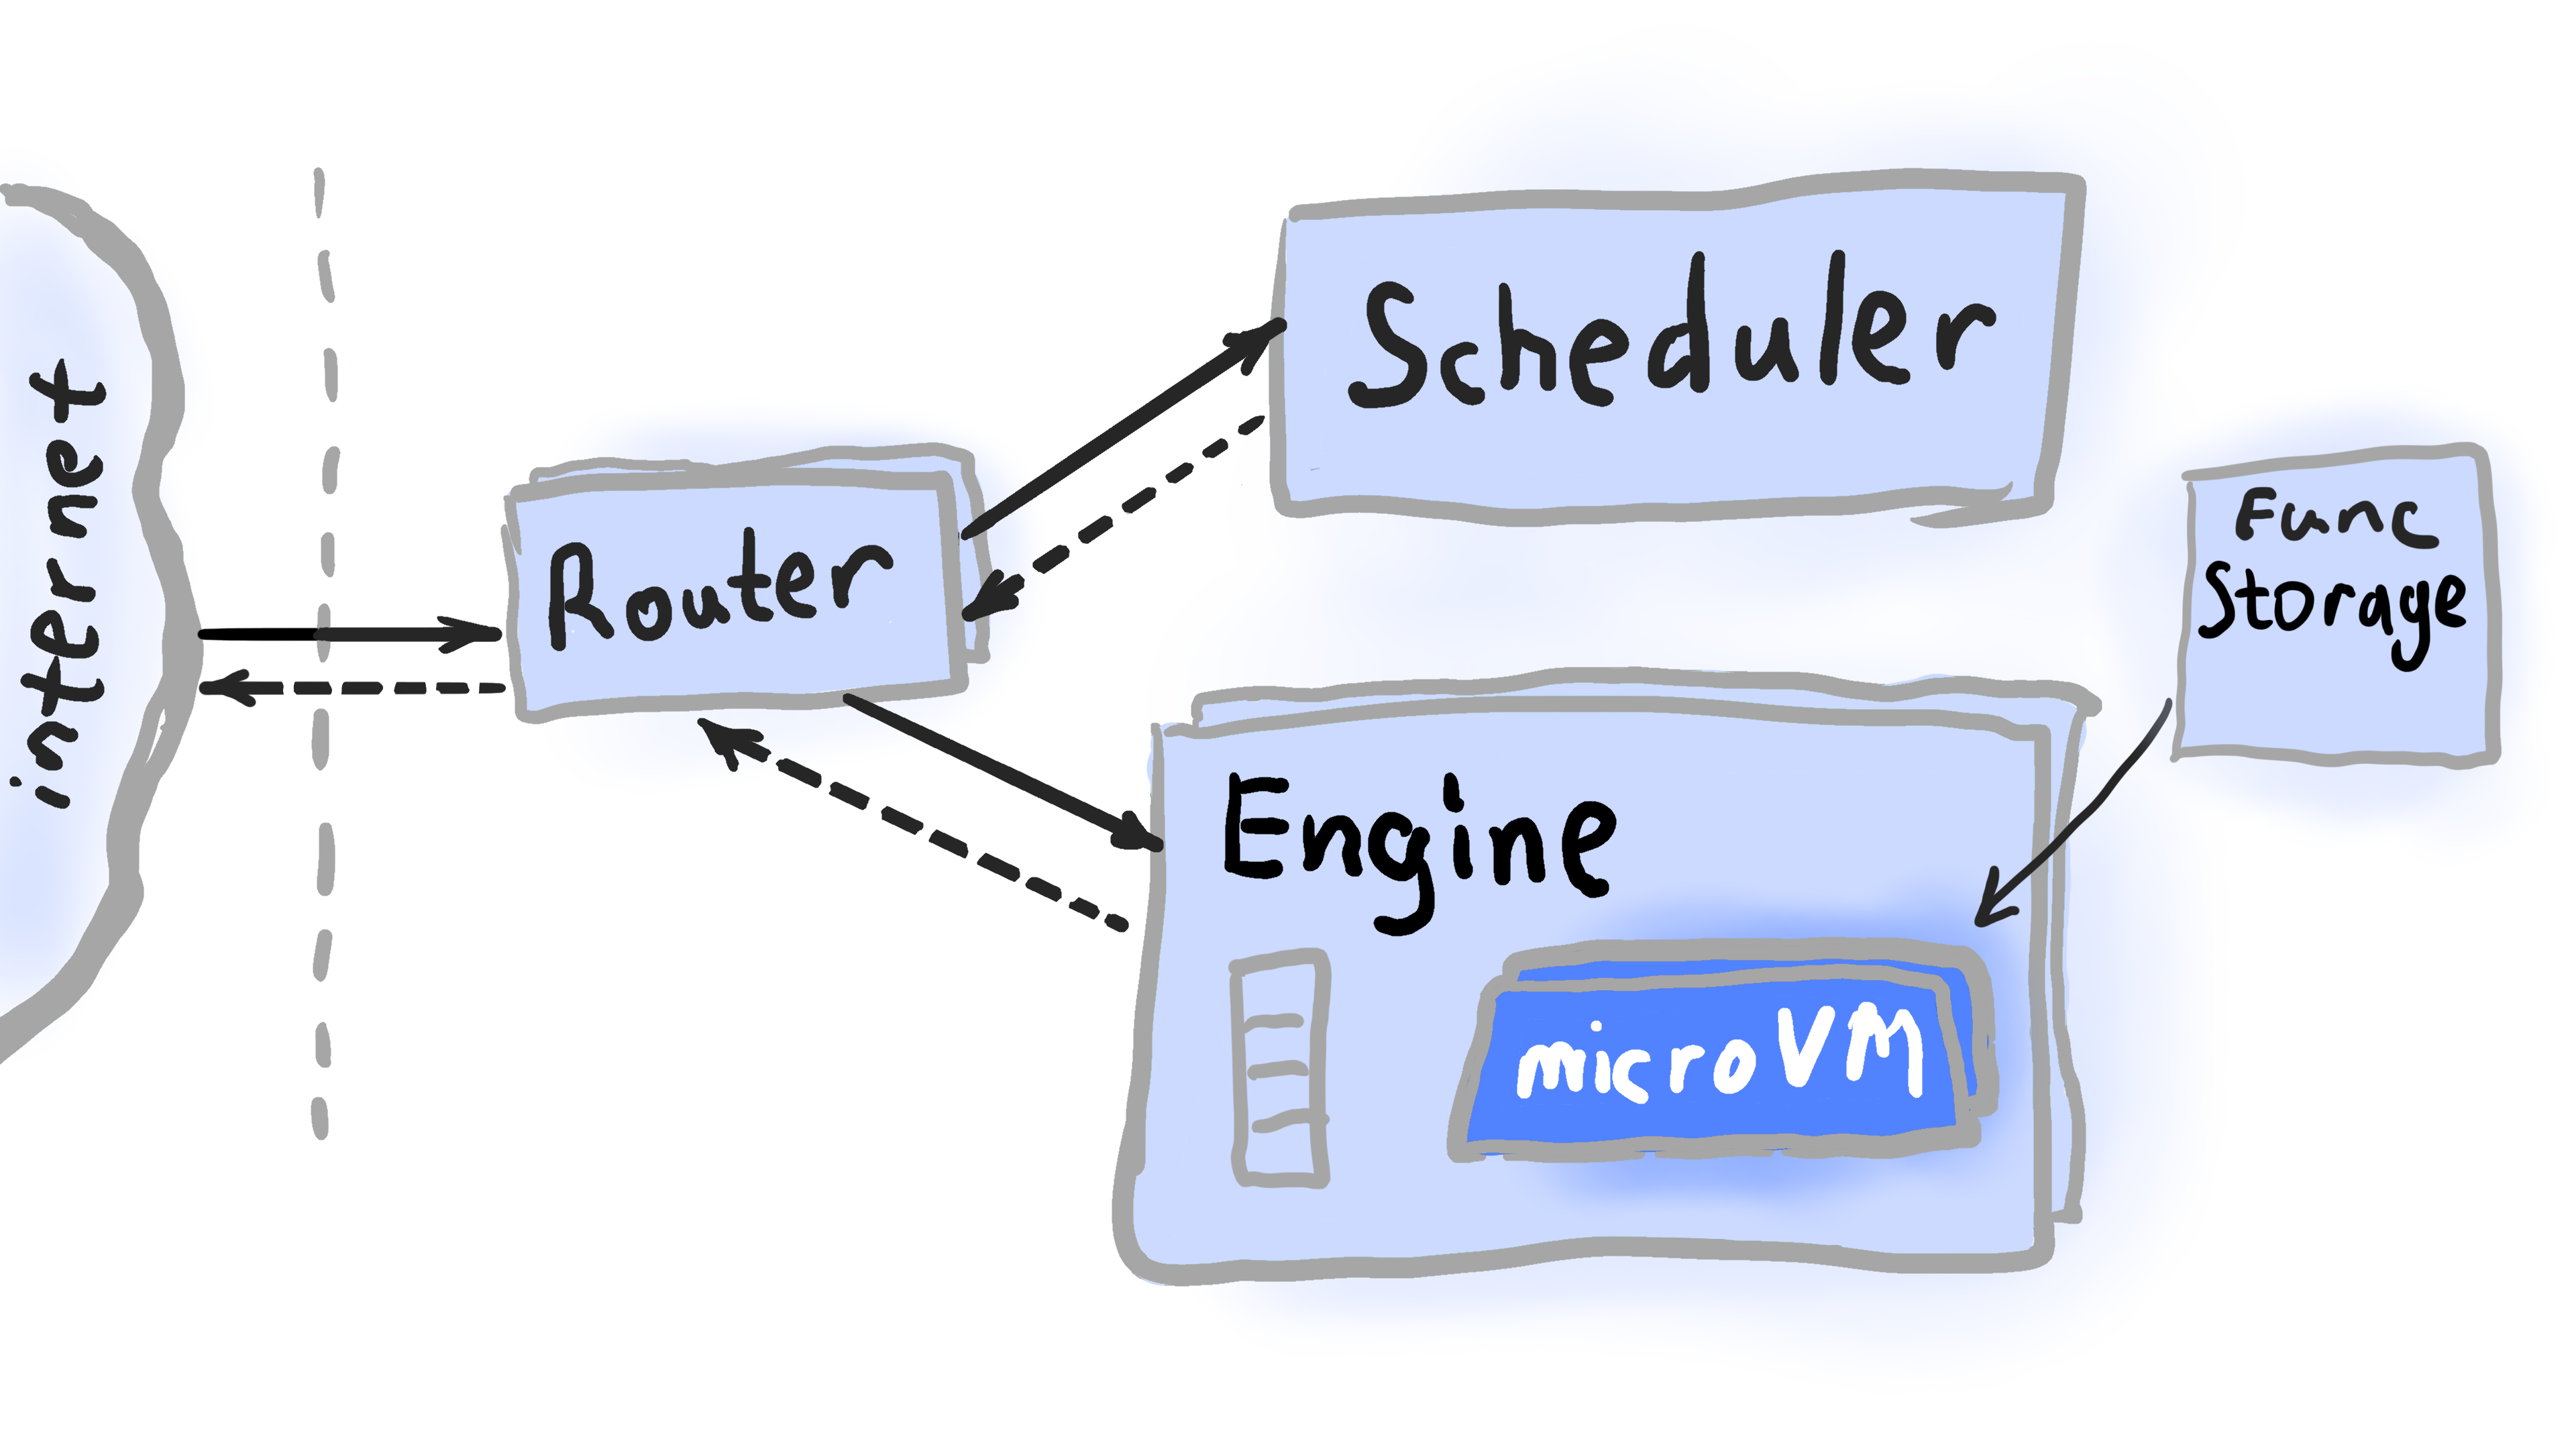 internet
Router
Scheduler
Func
Storage
Engine
microVM